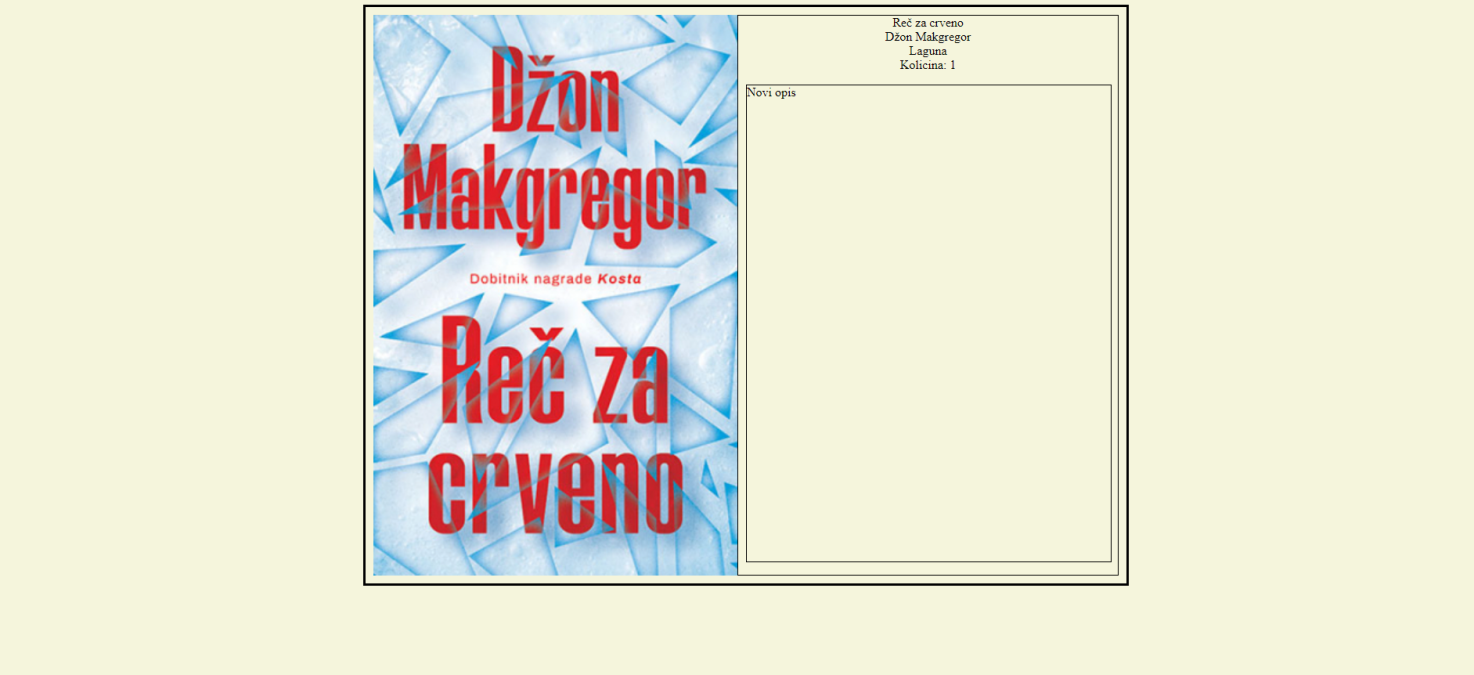 Džon
Makgregor
Dobitnik nagrade Kosta
Reč za
crveno
Reč za crveno
Džon Makgregor
Laguna
Kolicina: 1
Novi opis